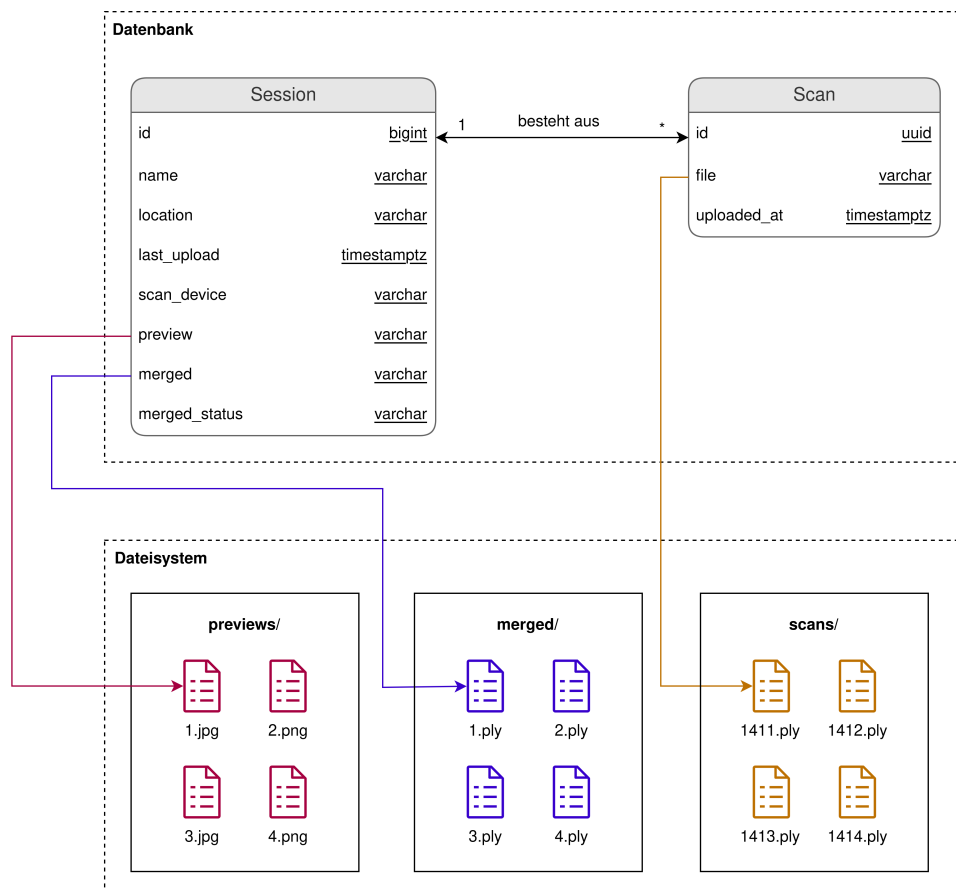 Datenbank
Session
id bigint
name varchar
location varchar
last_upload timestamptz
scan_device varchar
preview varchar
merged varchar
merged_status varchar
1 besteht aus *
Scan
id uuid
file varchar
uploaded_at timestamptz
Dateisystem
previews/
1.jpg 2.png
3.jpg 4.png
merged/
1.ply 2.ply
3.ply 4.ply
scans/
1411.ply 1412.ply
1413.ply 1414.ply